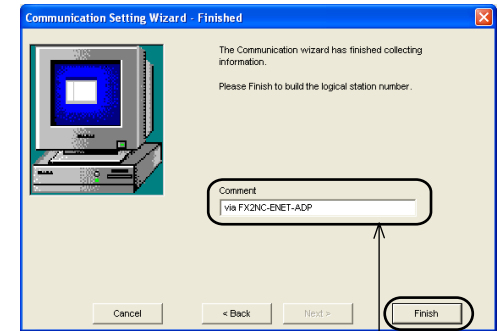 Communication Setting Wizard - Finished
The Communication wizard has finished collecting
information.
Please Finish to build the logical station number.
Comment
via FX2NC-ENET-ADP
Cancel
< Back
Next >
Finish